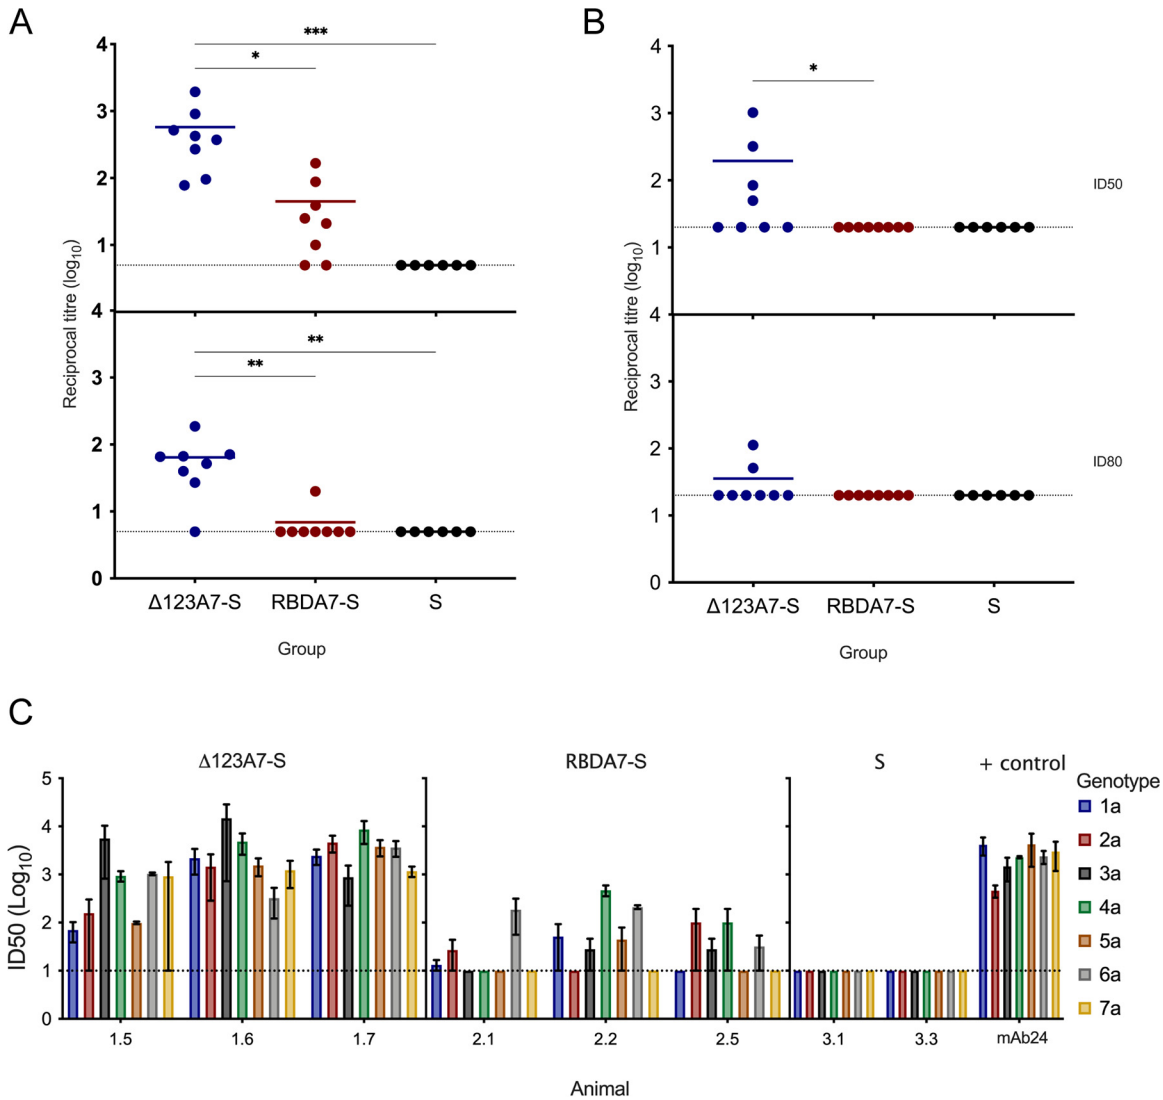 A
B
***
*
*
4
3
2
1
4
3
2
1
0
**
**
Reciprocal titre (log10)
Δ123A7-S
RBDA7-S
S
Group
4
3
2
1
4
3
2
1
0
Reciprocal titre (log10)
ID50
ID80
Δ123A7-S
RBDA7-S
S
Group
C
Δ123A7-S
RBDA7-S
S
+ control
5
4
3
2
1
0
ID50 (Log10)
1.5
1.6
1.7
2.1
2.2
2.5
3.1
3.3
mAb24
Animal
Genotype
1a
2a
3a
4a
5a
6a
7a